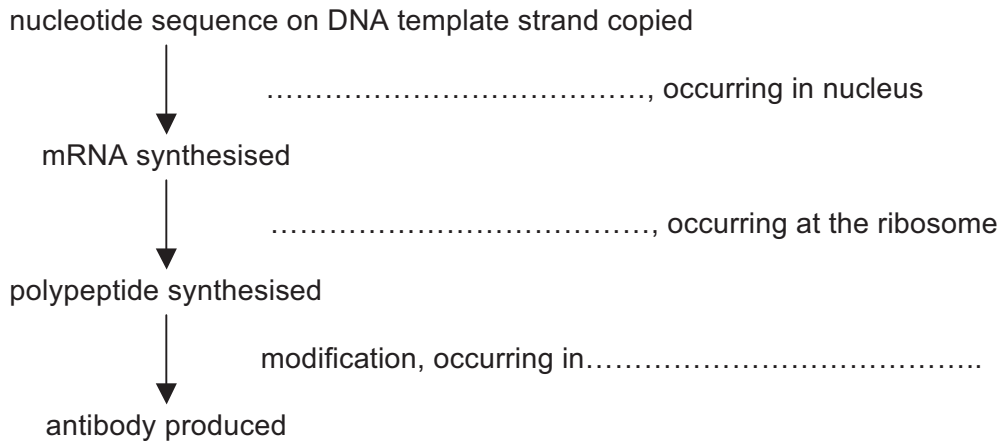 nucleotide sequence on DNA template strand copied
……………………………………, occurring in nucleus
mRNA synthesised
……………………………………, occurring at the ribosome
polypeptide synthesised
modification, occurring in……………………………………..
antibody produced